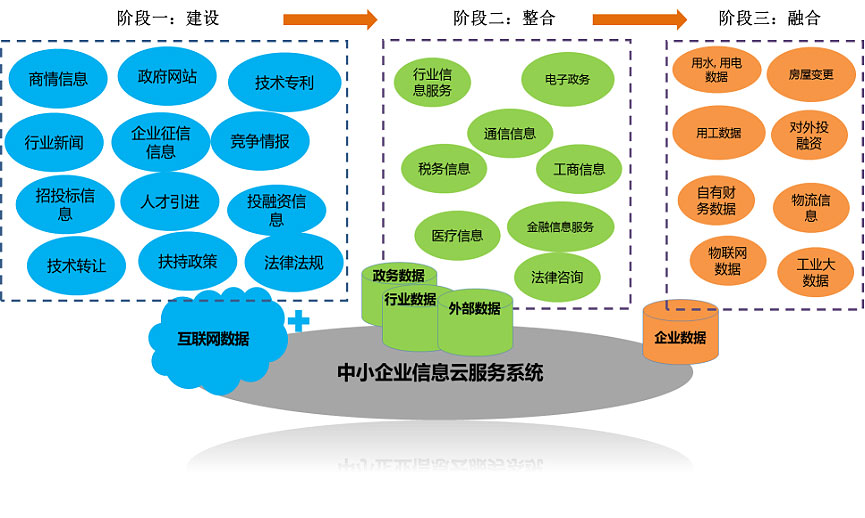 阶段一：建设
阶段二：整合
阶段三：融合
商情信息
政府网站
技术专利
行业新闻
企业征信
信息
竞争情报
招投标信
息
人才引进
投融资信
息
技术转让
扶持政策
法律法规
行业信
息服务
电子政务
通信信息
税务信息
工商信息
医疗信息
金融信息服务
法律咨询
用水, 用电
数据
房屋变更
用工数据
对外投
融资
自有财
务数据
物流信
息
物联网
数据
工业大
数据
互联网数据
政务数据
行业数据
外部数据
企业数据
中小企业信息云服务系统